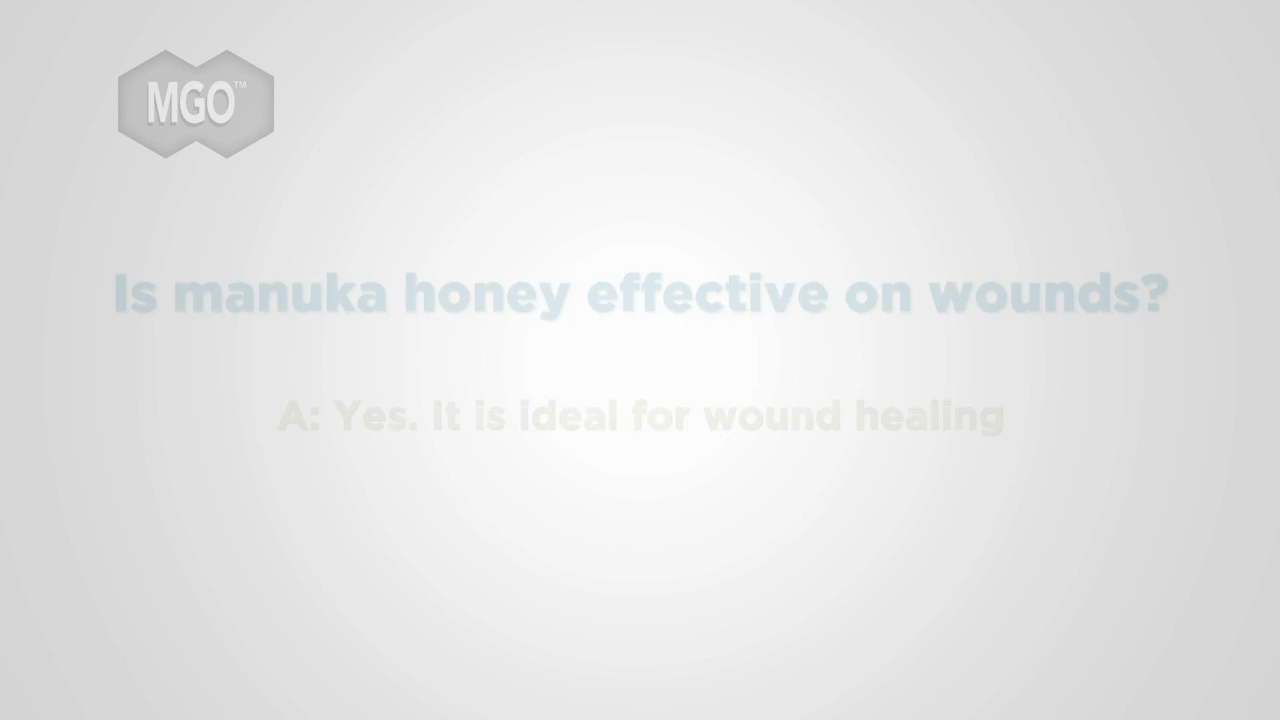 MGO™
Is manuka honey effective on wounds?
A: Yes. It is ideal for wound healing